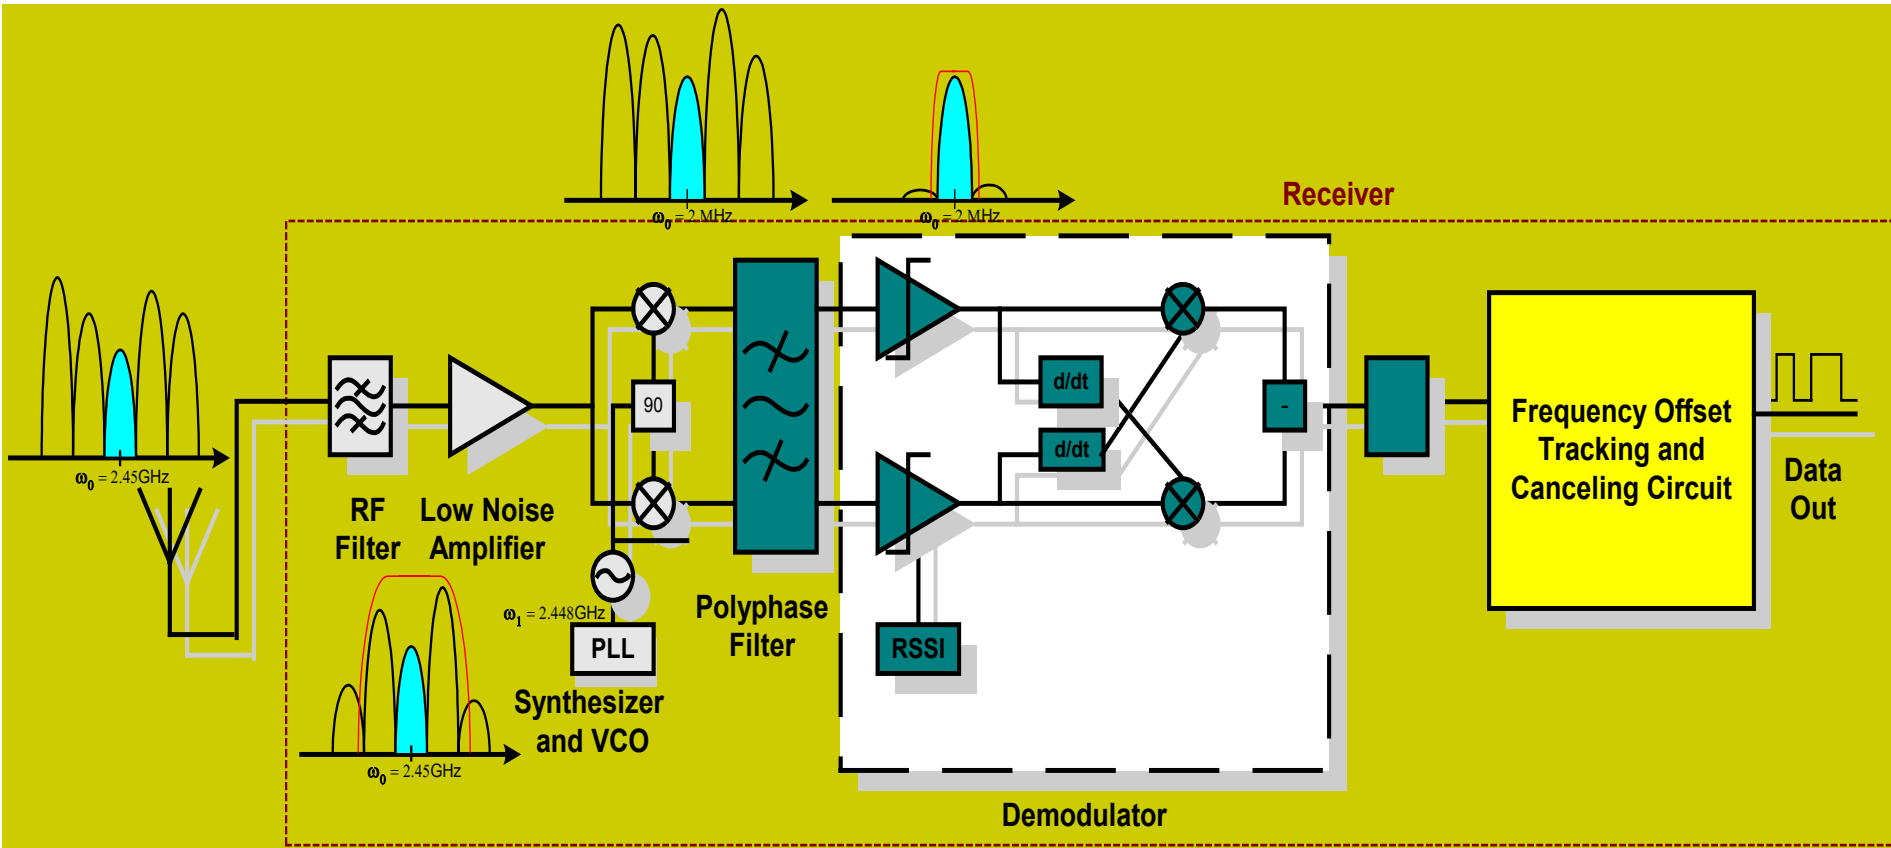 ω0 = 2 MHz
ω0 = 2 MHz
Receiver
ω0 = 2.45GHz
RF
Filter
Low Noise
Amplifier
90
ω1 = 2.448GHz
PLL
Synthesizer
and VCO
ω0 = 2.45GHz
Polyphase
Filter
d/dt
d/dt
-
RSSI
Demodulator
Frequency Offset
Tracking and
Canceling Circuit
Data
Out